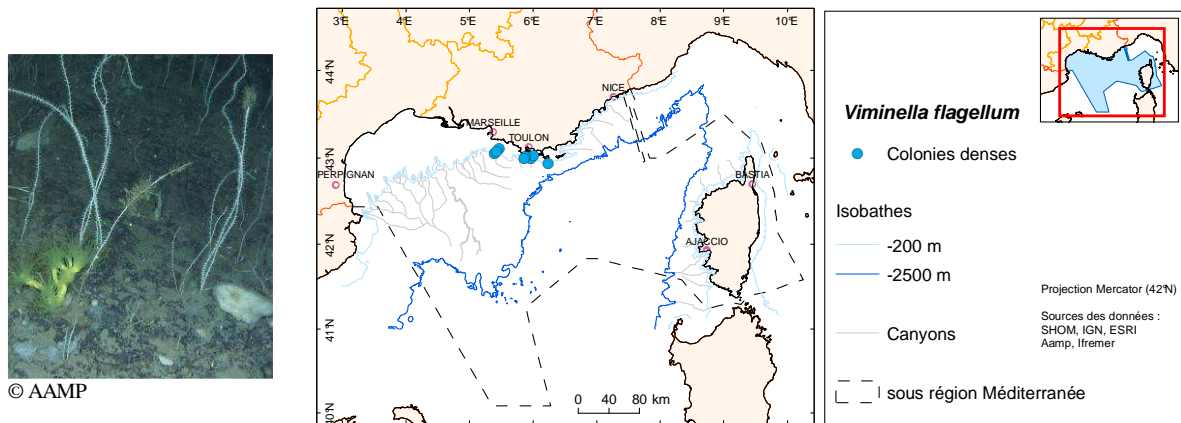 © AAMP
3°E 4°E 5°E 6°E 7°E 8°E 9°E 10°E
44°N
43°N
42°N
41°N
40°N
NICE
MARSEILLE
TOULON
PERPIGNAN
BASTIA
AJACCIO
0 40 80 km
Viminella flagellum
Colonies denses
Isobathes
-200 m
-2500 m
Canyons
sous région Méditerranée
Projection Mercator (42°N)
Sources des données :
SHOM, IGN, ESRI
Aamp, Ifremer